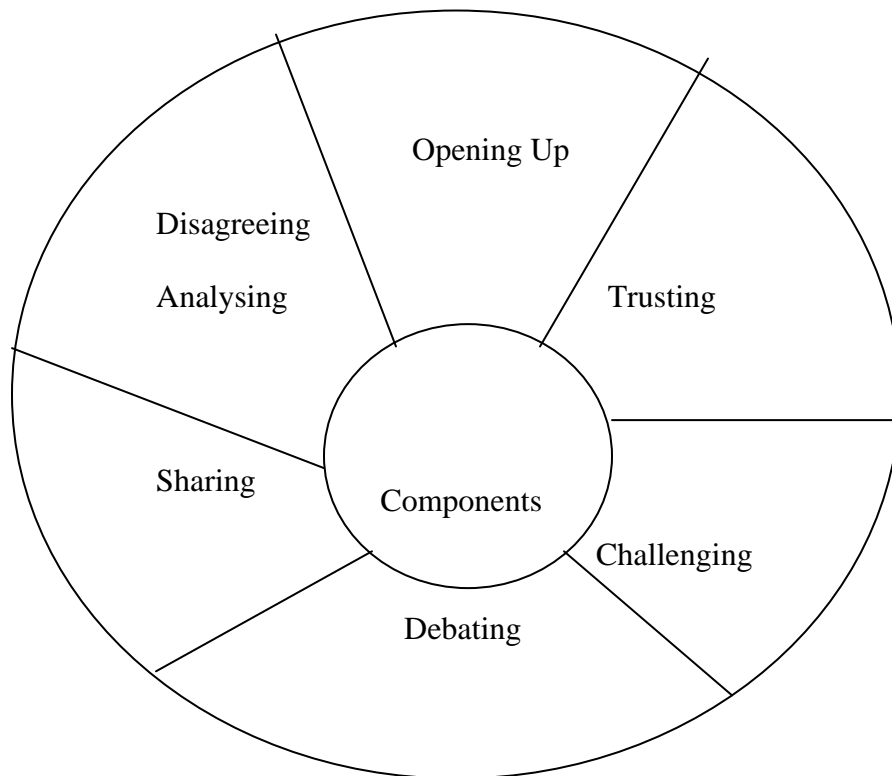 Opening Up
Disagreeing
Analysing
Trusting
Sharing
Components
Challenging
Debating